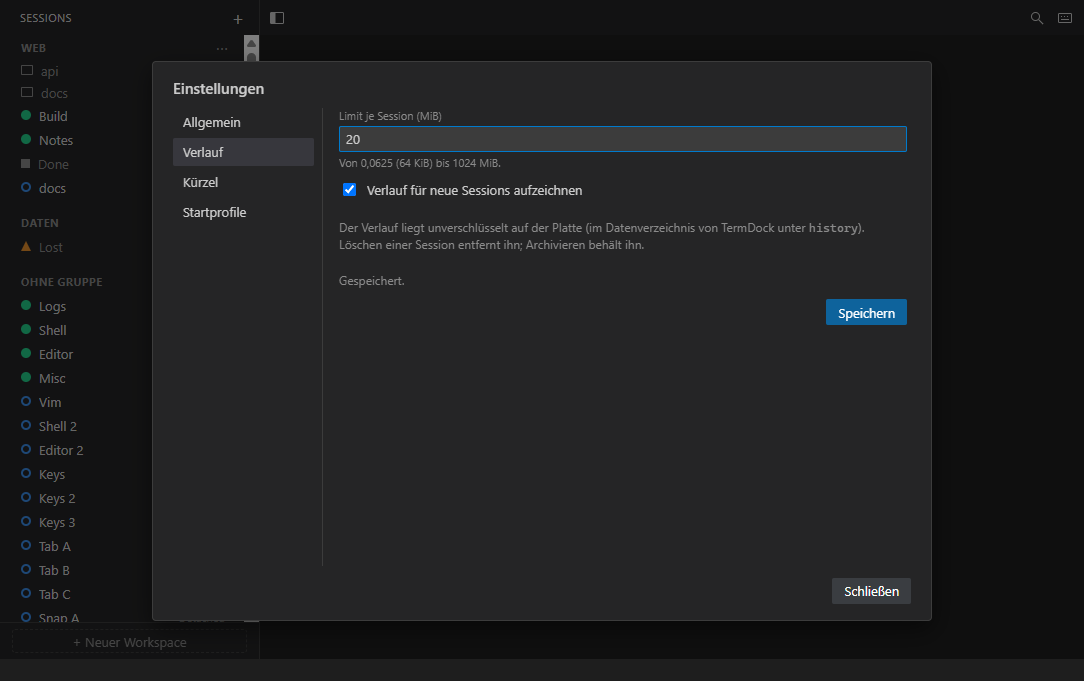 SESSIONS
+
WEB
...
api
docs
Build
Notes
Done
docs
DATEN
Lost
OHNE GRUPPE
Logs
Shell
Editor
Misc
Vim
Shell 2
Editor 2
Keys
Keys 2
Keys 3
Tab A
Tab B
Tab C
Snap A
+ Neuer Workspace
Einstellungen
Allgemein
Verlauf
Kürzel
Startprofile
Limit je Session (MiB)
20
Von 0,0625 (64 KiB) bis 1024 MiB.
Verlauf für neue Sessions aufzeichnen
Der Verlauf liegt unverschlüsselt auf der Platte (im Datenverzeichnis von TermDock unter history).
Löschen einer Session entfernt ihn; Archivieren behält ihn.
Gespeichert.
Speichern
Schließen